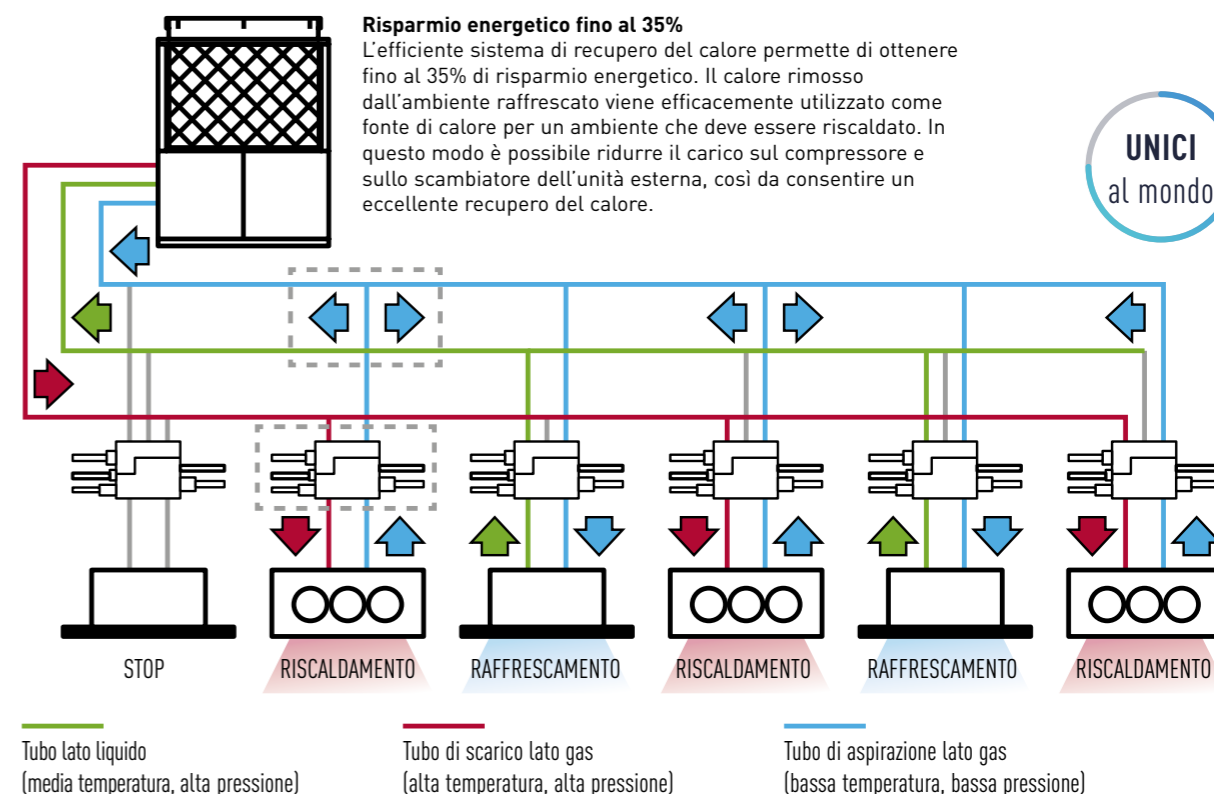 Risparmio energetico fino al 35%
L'efficiente sistema di recupero del calore permette di ottenere
fino al 35% di risparmio energetico. Il calore rimosso
dall'ambiente raffrescato viene efficacemente utilizzato come
fonte di calore per un ambiente che deve essere riscaldato. In
questo modo è possibile ridurre il carico sul compressore e
sullo scambiatore dell'unità esterna, così da consentire un
eccellente recupero del calore.
UNICI
al mondo
STOP
RISCALDAMENTO
RAFFRESCAMENTO
RISCALDAMENTO
RAFFRESCAMENTO
RISCALDAMENTO
Tubo lato liquido
(media temperatura, alta pressione)
Tubo di scarico lato gas
(alta temperatura, alta pressione)
Tubo di aspirazione lato gas
(bassa temperatura, bassa pressione)